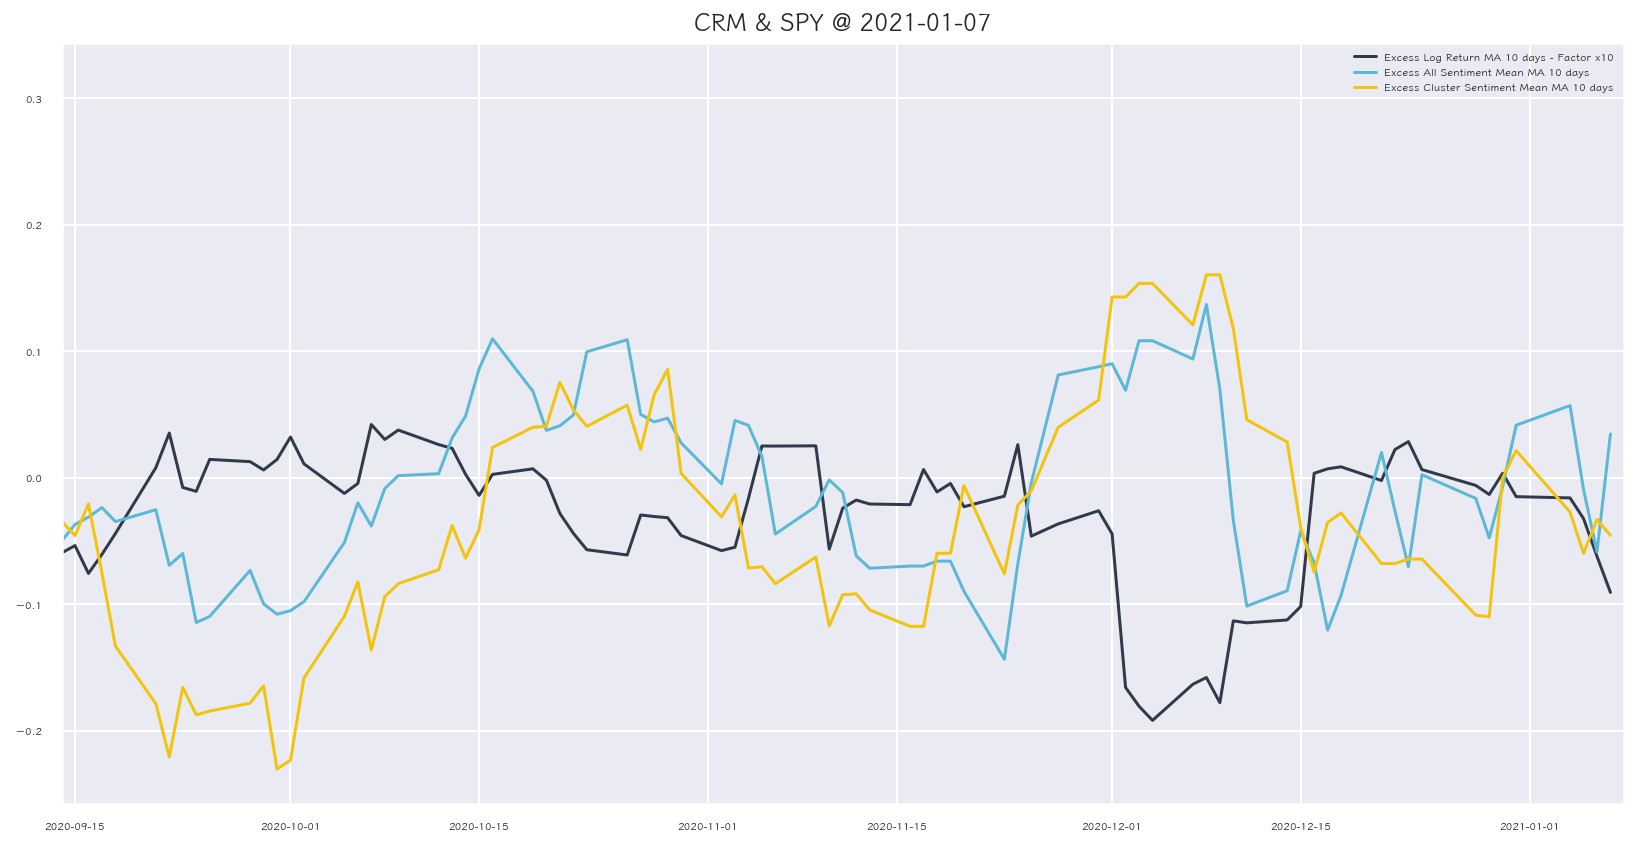 CRM & SPY @ 2021-01-07
Excess Log Return MA 10 days - Factor x10
Excess All Sentiment Mean MA 10 days
Excess Cluster Sentiment Mean MA 10 days
0.3
0.2
0.1
0.0
−0.1
−0.2
2020-09-15 2020-10-01 2020-10-15 2020-11-01 2020-11-15 2020-12-01 2020-12-15 2021-01-01